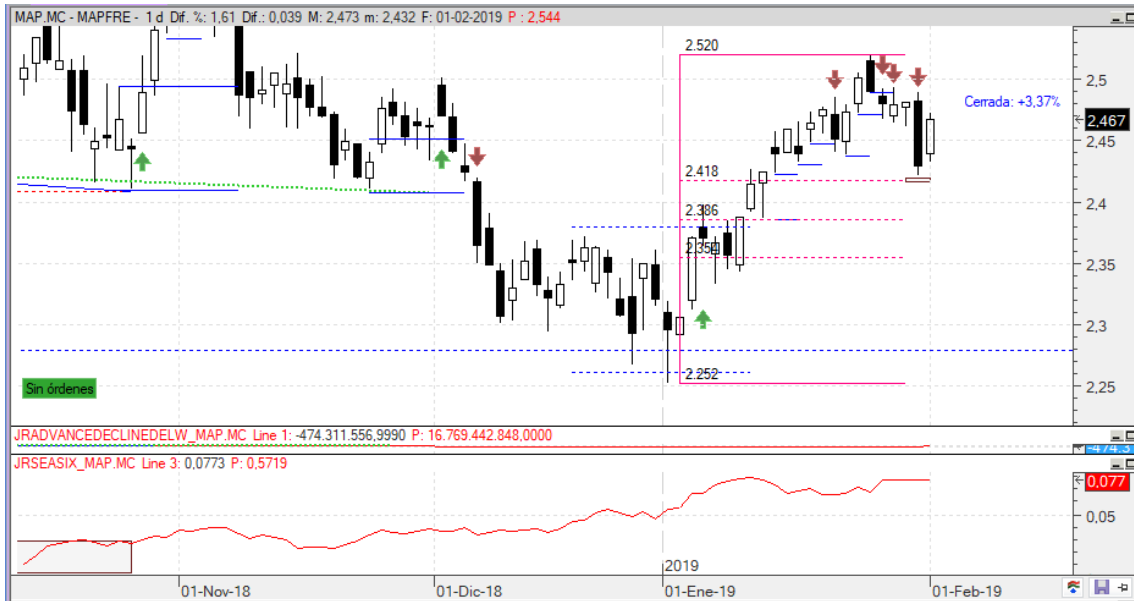 MAP.MC - MAPFRE - 1 d Dif. %: 1,61 Dif.: 0,039 M: 2,473 m: 2,432 F: 01-02-2019 P : 2,544
2.520
2,5
Cerrada: +3,37%
2,467
2,45
2.418
2,4
2.386
2.354
2,35
2,3
2.252
2,25
Sin órdenes
JRADVANCEDECLINEDELW_MAP.MC Line 1: -474.311.556,9990 P: 16.769.442.848,0000
-474.3
JRSEASIX_MAP.MC Line 3: 0,0773 P: 0,5719
0,077
0,05
2019
01-Nov-18 01-Dic-18 01-Ene-19 01-Feb-19